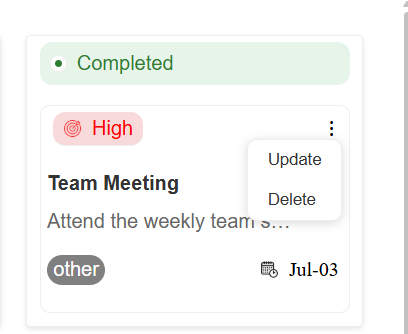 Completed
High
Update
Delete
Team Meeting
Attend the weekly team s…
other
Jul-03